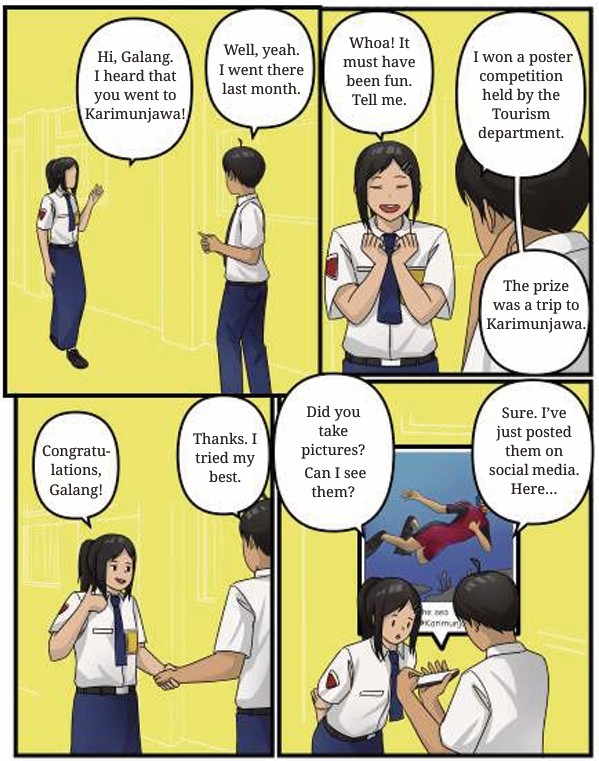 Hi, Galang.
I heard that
you went to
Karimunjawa!
Well, yeah.
I went there
last month.
Whoa! It
must have
been fun.
Tell me.
I won a poster
competition
held by the
Tourism
department.
The prize
was a trip to
Karimunjawa.
Congratu-
lations,
Galang!
Thanks. I
tried my
best.
Did you
take
pictures?
Can I see
them?
Sure. I’ve
just posted
them on
social media.
Here...
he sea
#Karimunj